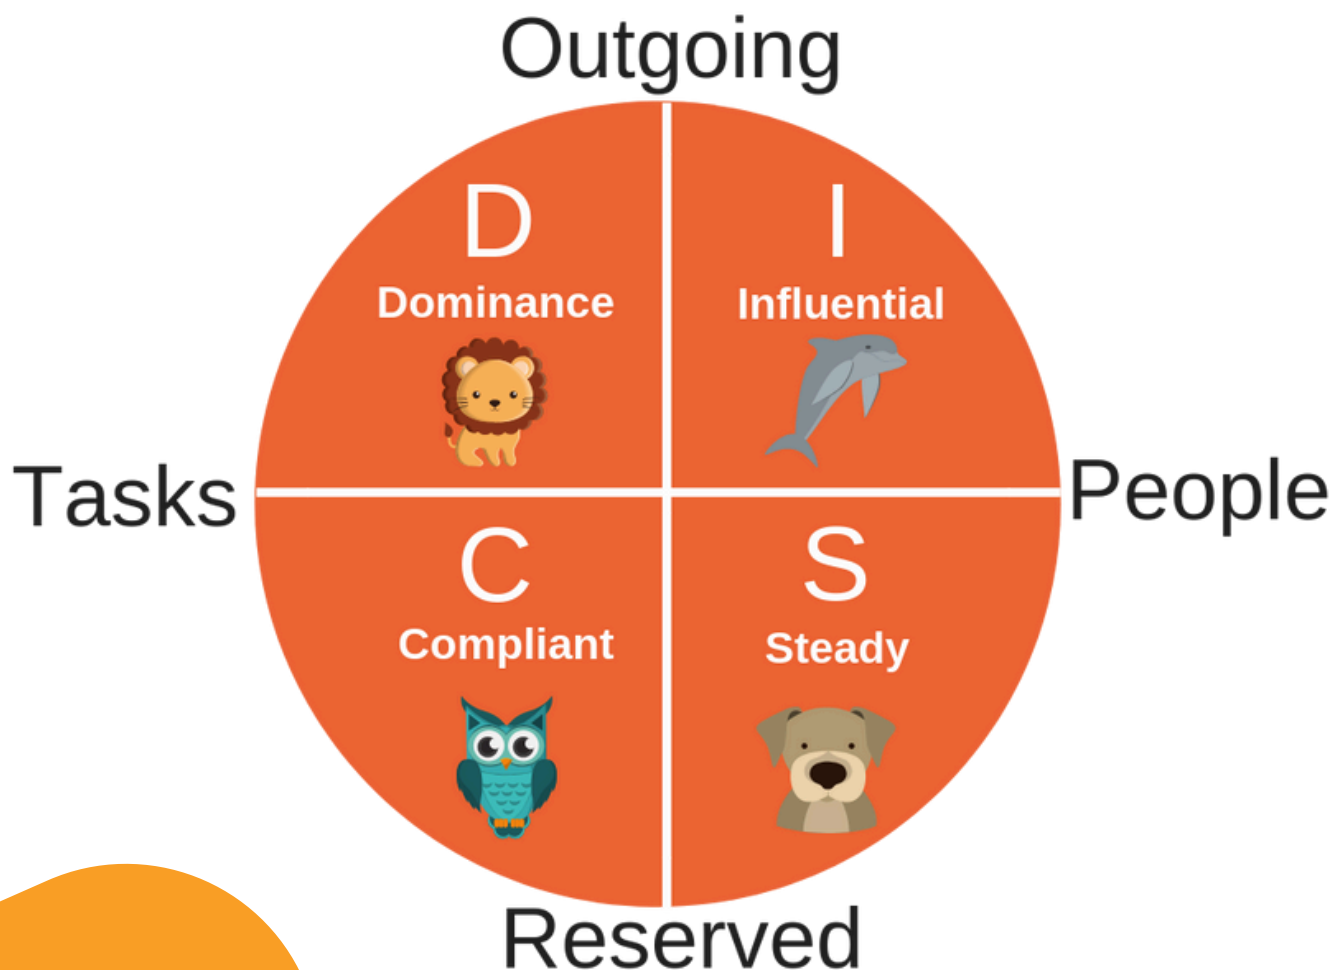 Outgoing
D
Dominance
I
Influential
Tasks
People
C
Compliant
S
Steady
Reserved